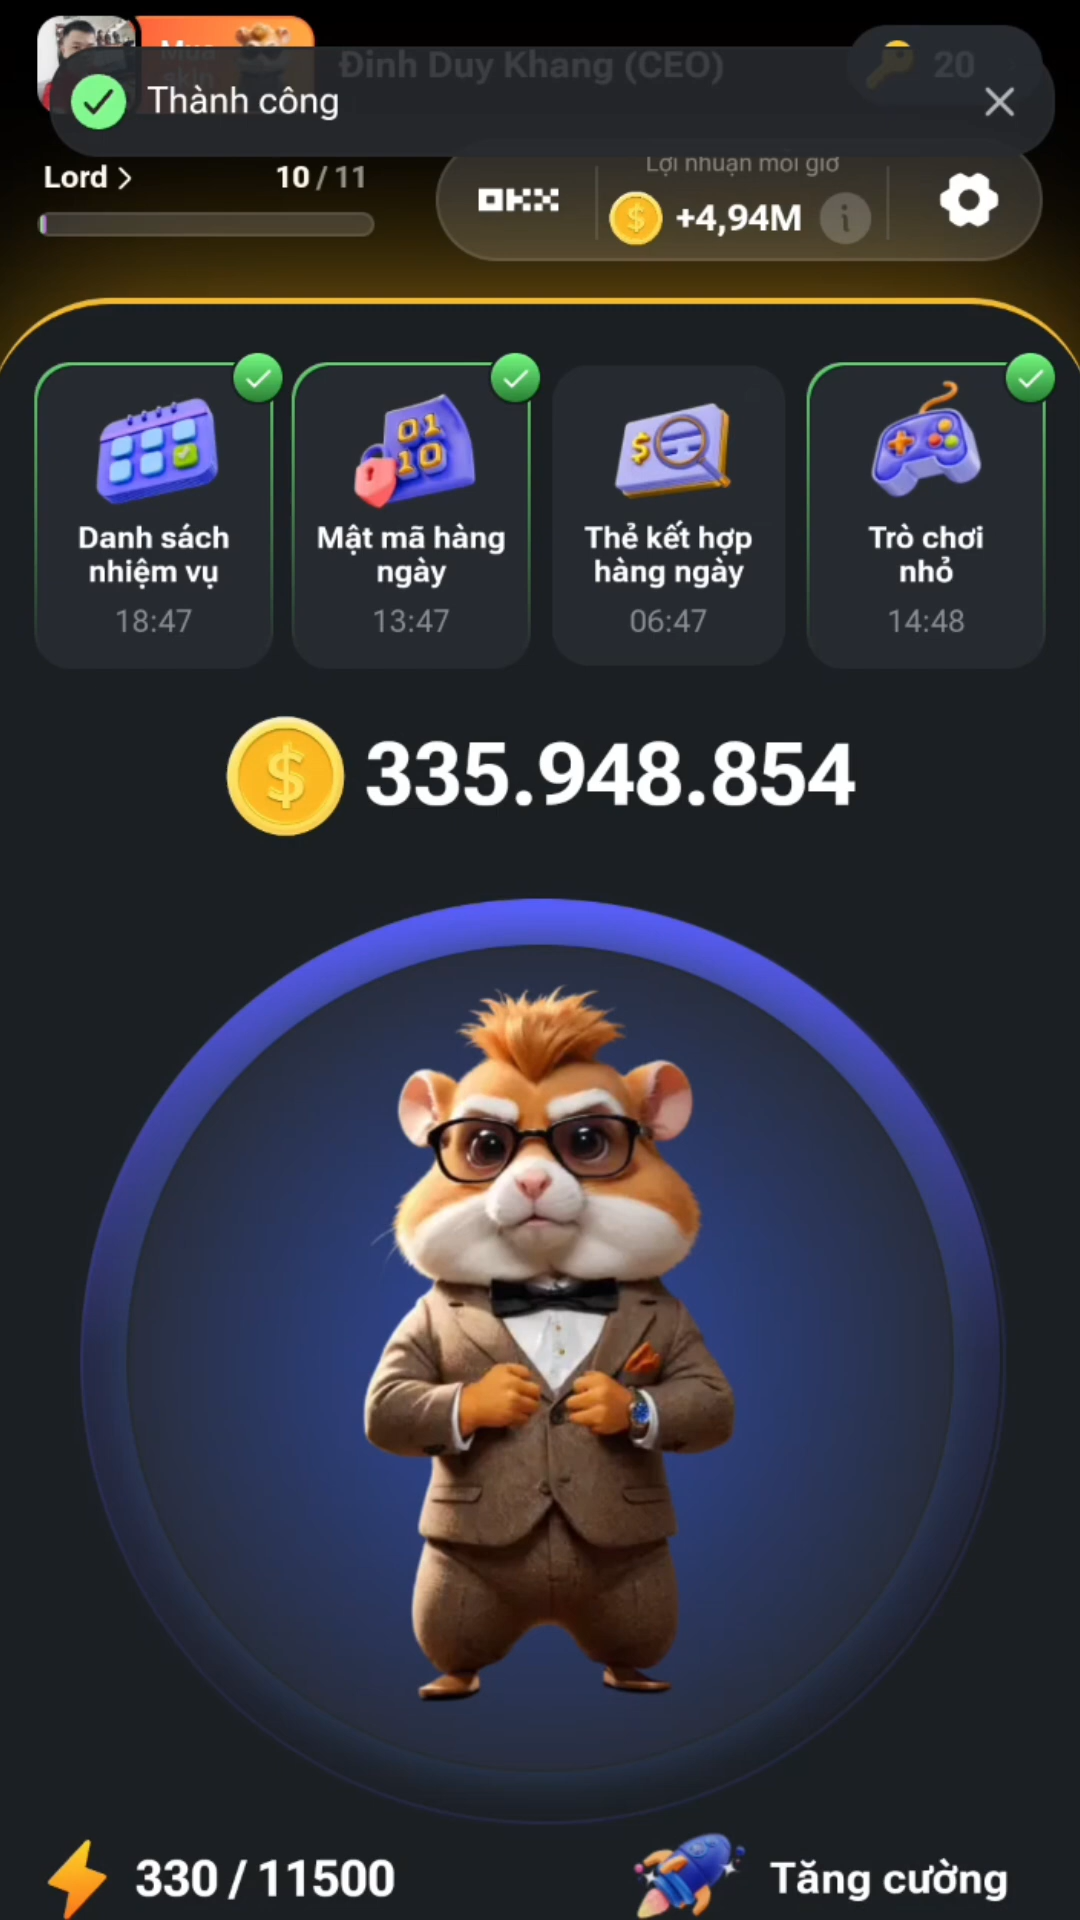 Mua
skin
Đinh Duy Khang (CEO)
20
Thành công
Lord
10 / 11
OKX
Lợi nhuận mỗi giờ
+4,94M
Danh sách
nhiệm vụ
18:47
Mật mã hàng
ngày
13:47
Thẻ kết hợp
hàng ngày
06:47
Trò chơi
nhỏ
14:48
335.948.854
330 / 11500
Tăng cường